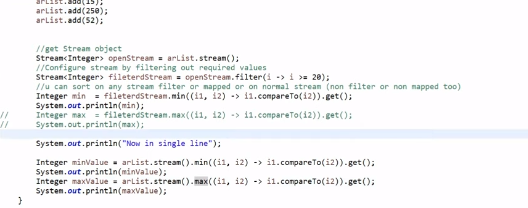 arList.add(15);
arList.add(250);
arList.add(52);
//get Stream object
Stream<Integer> openStream = arList.stream();
//Configure stream by filtering out required values
Stream<Integer> fileterdStream = openStream.filter(i -> i >= 20);
//u can sort on any stream filter or mapped or on normal stream (non filter or non mapped too)
Integer min  = fileterdStream.min((i1, i2) -> i1.compareTo(i2)).get();
System.out.println(min);
// Integer max  = fileterdStream.max((i1, i2) -> i1.compareTo(i2)).get();
// System.out.println(max);
System.out.println("Now in single line");
Integer minValue = arList.stream().min((i1, i2) -> i1.compareTo(i2)).get();
System.out.println(minValue);
Integer maxValue = arList.stream().max((i1, i2) -> i1.compareTo(i2)).get();
System.out.println(maxValue);
}